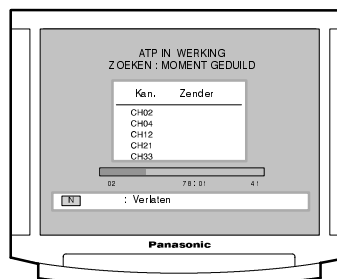 ATP IN WERKING
ZOEKEN : MOMENT GEDUILD
Kan. Zender
CH02
CH04
CH12
CH21
CH33
02 78:01 41
N : Verlaten
Panasonic